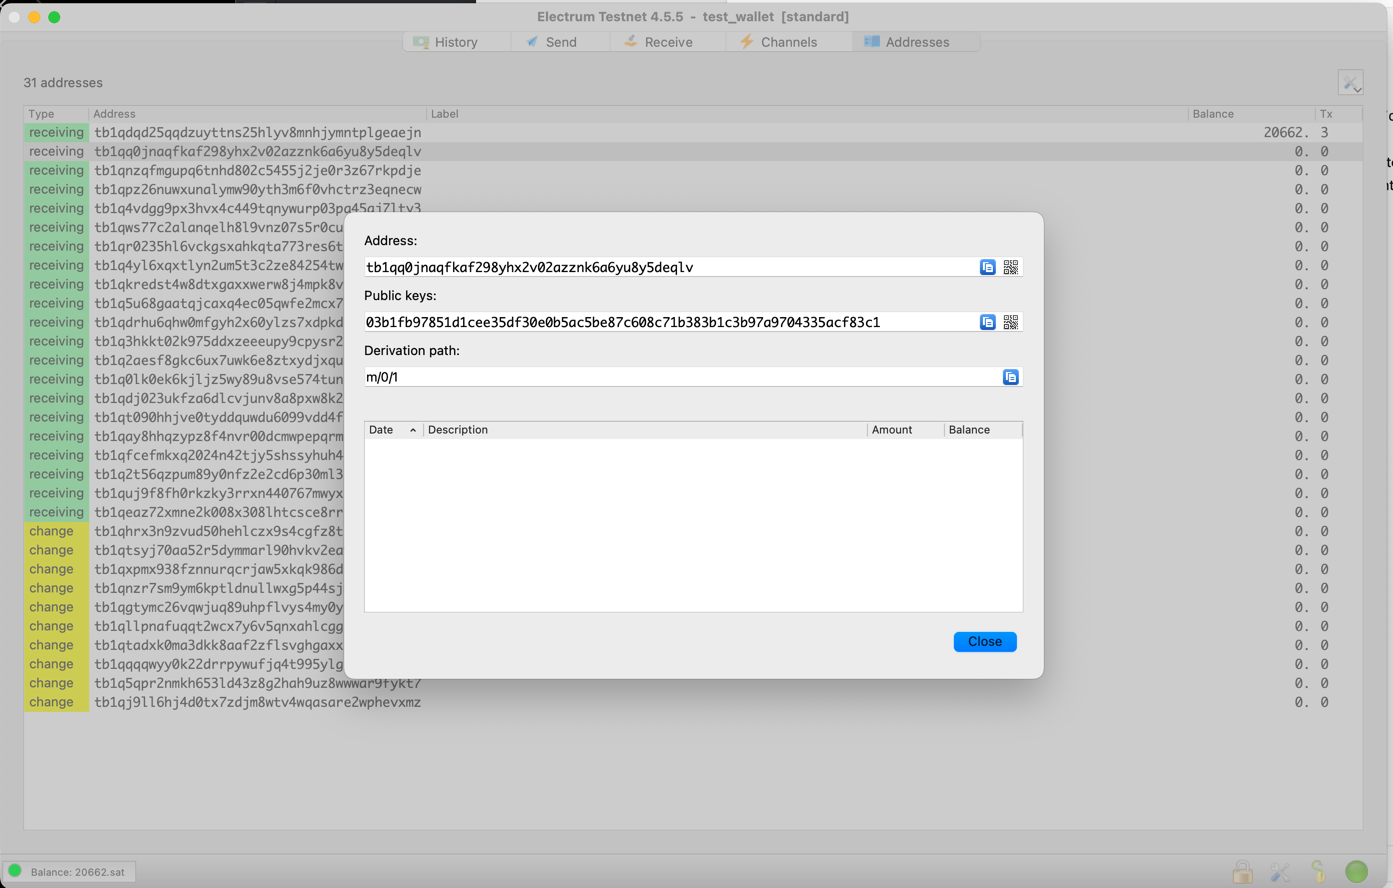 Electrum Testnet 4.5.5 - test_wallet [standard]
History Send Receive Channels Addresses
31 addresses
Type Address Label Balance Tx
receiving tb1qdqd25qqdzuyttns25hlyv8mnhjymntplgeaejn 20662. 3
receiving tb1qq0jnaqfkaf298yhx2v02azznk6a6yu8y5deqlv 0. 0
receiving tb1qnzqfmgupq6tnhd802c5455j2je0r3z67rkpdje 0. 0
receiving tb1qpz26nuwxunalymw90yth3m6f0vhctrz3eqnecw 0. 0
receiving tb1q4vdgg9px3hvx4c449tqnywurp03pq45aj7ltv3 0. 0
receiving tb1qws77c2alanqelh8l9vnz07s5r0cu 0. 0
receiving tb1qr0235hl6vckgsxahkqta773res6t 0. 0
receiving tb1q4yl6xqxtlyn2um5t3c2ze84254tw 0. 0
receiving tb1qkredst4w8dtxgaxxwerw8j4mpk8v 0. 0
receiving tb1q5u68gaatqjcaxq4ec05qwfe2mcx7 0. 0
receiving tb1qdrhu6qhw0mfgyh2x60ylzs7xdpkd 0. 0
receiving tb1q3hkkt02k975ddxzeeeupy9cpysr2 0. 0
receiving tb1q2aesf8gkc6ux7uwk6e8ztxydjxqu 0. 0
receiving tb1q0lk0ek6kjljz5wy89u8vse574tun 0. 0
receiving tb1qdj023ukfza6dlcvjunv8a8pxw8k2 0. 0
receiving tb1qt090hhjve0tyddquwdu6099vdd4f 0. 0
receiving tb1qay8hhqzypz8f4nvr00dcmwpepqrm 0. 0
receiving tb1qfcefmkxq2024n42tjy5shssyhuh4 0. 0
receiving tb1q2t56qzpum89y0nfz2e2cd6p30ml3 0. 0
receiving tb1quj9f8fh0rkzky3rrxn440767mwyx 0. 0
receiving tb1qeaz72xmne2k008x308lhtcsce8rr 0. 0
change tb1qhrx3n9zvud50hehlczx9s4cgfz8t 0. 0
change tb1qtsyj70aa52r5dymmarl90hvkv2ea 0. 0
change tb1qxpmx938fznnurqcrjaw5xkqk986d 0. 0
change tb1qnzr7sm9ym6kptldnullwxg5p44sj 0. 0
change tb1qgtymc26vqwjuq89uhpflvys4my0y 0. 0
change tb1qllpnafuqqt2wcx7y6v5qnxahlcgg 0. 0
change tb1qtadxk0ma3dkk8aaf2zflsvghgaxx 0. 0
change tb1qqqqwyy0k22drrpywufjq4t995ylg 0. 0
change tb1q5qpr2nmkh653ld43z8g2hah9uz8wwwar9fykt7 0. 0
change tb1qj9ll6hj4d0tx7zdjm8wtv4wqasare2wphevxmz 0. 0
Address:
tb1qq0jnaqfkaf298yhx2v02azznk6a6yu8y5deqlv
Public keys:
03b1fb97851d1cee35df30e0b5ac5be87c608c71b383b1c3b97a9704335acf83c1
Derivation path:
m/0/1
Date Description Amount Balance
Close
Balance: 20662.sat